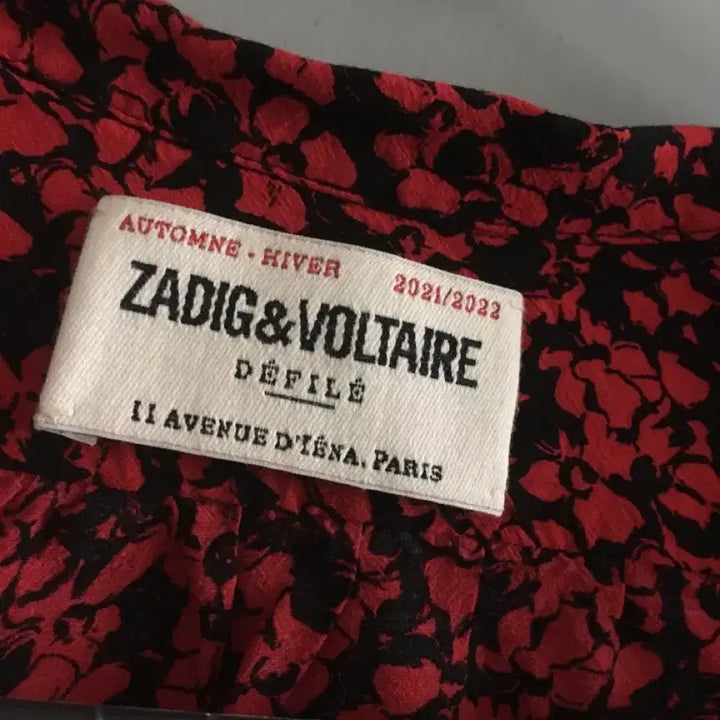 AUTOMNE - HIVER 2021/2022
ZADIG&VOLTAIRE
DÉFILÉ
11 AVENUE D'IÉNA, PARIS